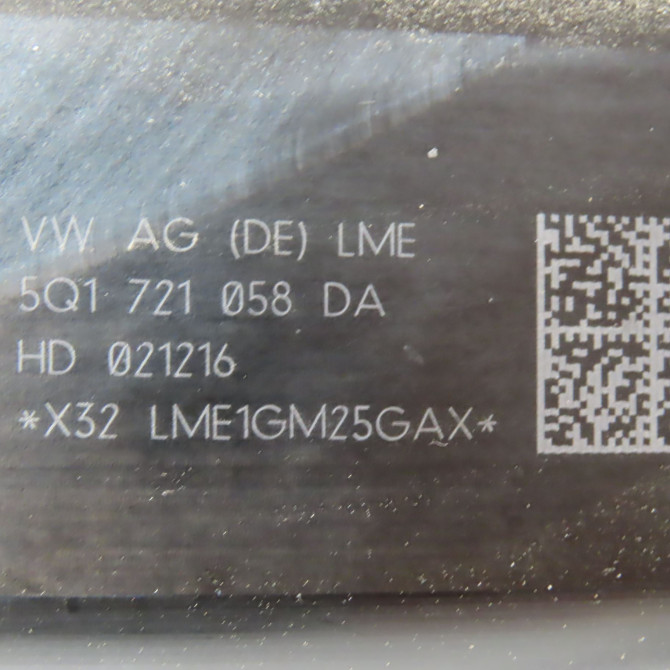 VW AG (DE) LME
5Q1 721 058 DA
HD 021216
*X32 LME1GM25GAX*